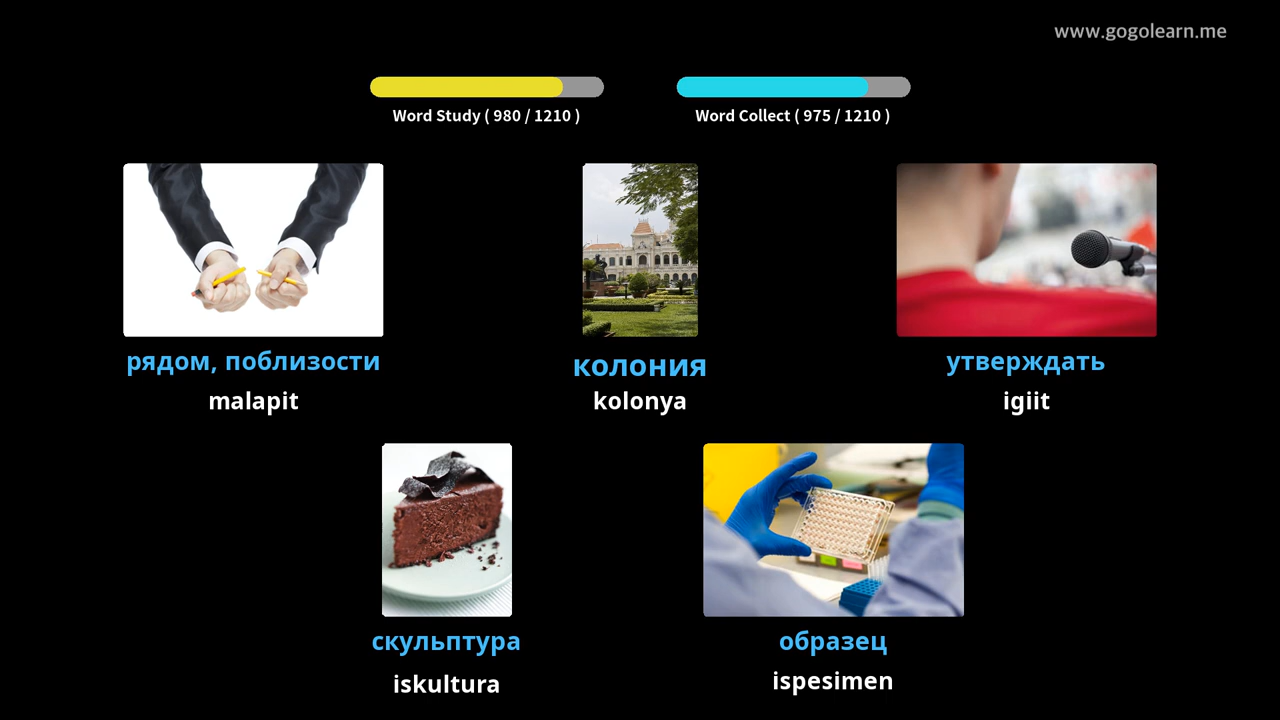 www.gogolearn.me
Word Study ( 980 / 1210 )
Word Collect ( 975 / 1210 )
рядом, поблизости
malapit
колония
kolonya
утверждать
igiit
скульптура
iskultura
образец
ispesimen